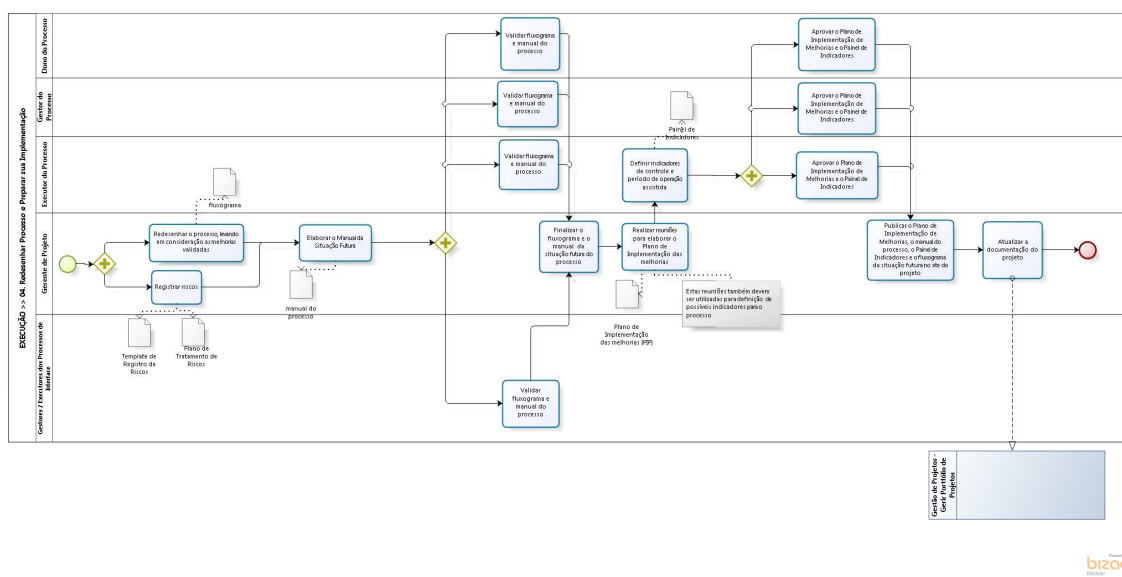 EXECUÇÃO >> 04. Redesenhar Processo e Preparar sua Implementação
Dono do Processo
Validar fluxograma
e manual do
processo
Aprovar o Plano de
Implementação de
Melhorias e o Painel de
Indicadores
Gestor do
Processo
Validar fluxograma
e manual do
processo
Painel de
Indicadores
Aprovar o Plano de
Implementação de
Melhorias e o Painel de
Indicadores
Executor do Processo
fluxograma
Validar fluxograma
e manual do
processo
Definir indicadores
de controle e
período de operação
assistida
Aprovar o Plano de
Implementação de
Melhorias e o Painel de
Indicadores
Gerente de Projeto
Redesenhar o processo, levando
em consideração as melhorias
validadas
Registrar riscos
Elaborar o Manual da
Situação Futura
manual do
processo
Finalizar o
fluxograma e o
manual da
situação futura do
processo
Realizar reuniões
para elaborar o
Plano de
Implementação das
melhorias
Estas reuniões também devem
ser utilizadas para definição de
possíveis indicadores para o
processo
Publicar o Plano de
Implementação de
Melhorias, o manual do
processo, o Painel de
Indicadores e o fluxograma
da situação futura no site do
projeto
Atualizar a
documentação do
projeto
Gestores / Executores dos Processos de
Interface
Template de
Registro de
Riscos
Plano de
Tratamento de
Riscos
Plano de
Implementação
das melhorias (PIP)
Validar
fluxograma e
manual do
processo
Gestão de Projetos -
Gerir Portfólio de
Projetos
Modeler